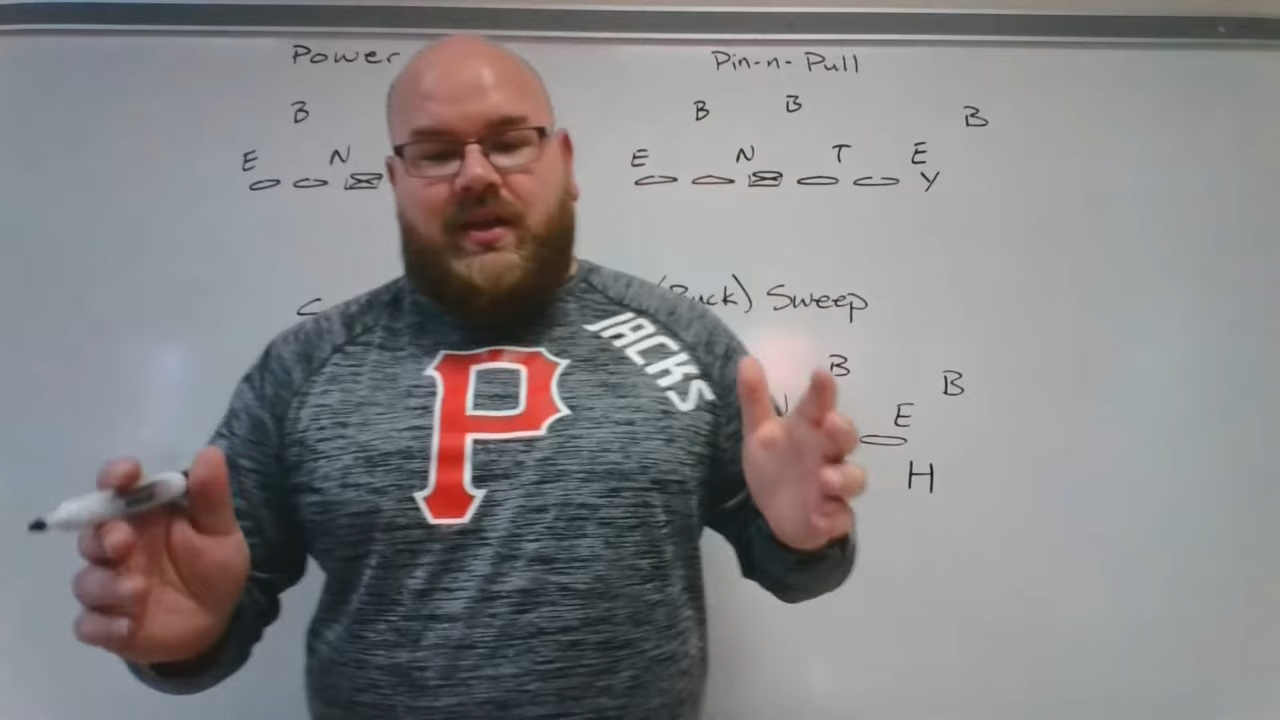 Power
Pin-n-Pull
B
B B B
E N
E N T E
Y
C
Sweep
B B
E
H
P
JACKS